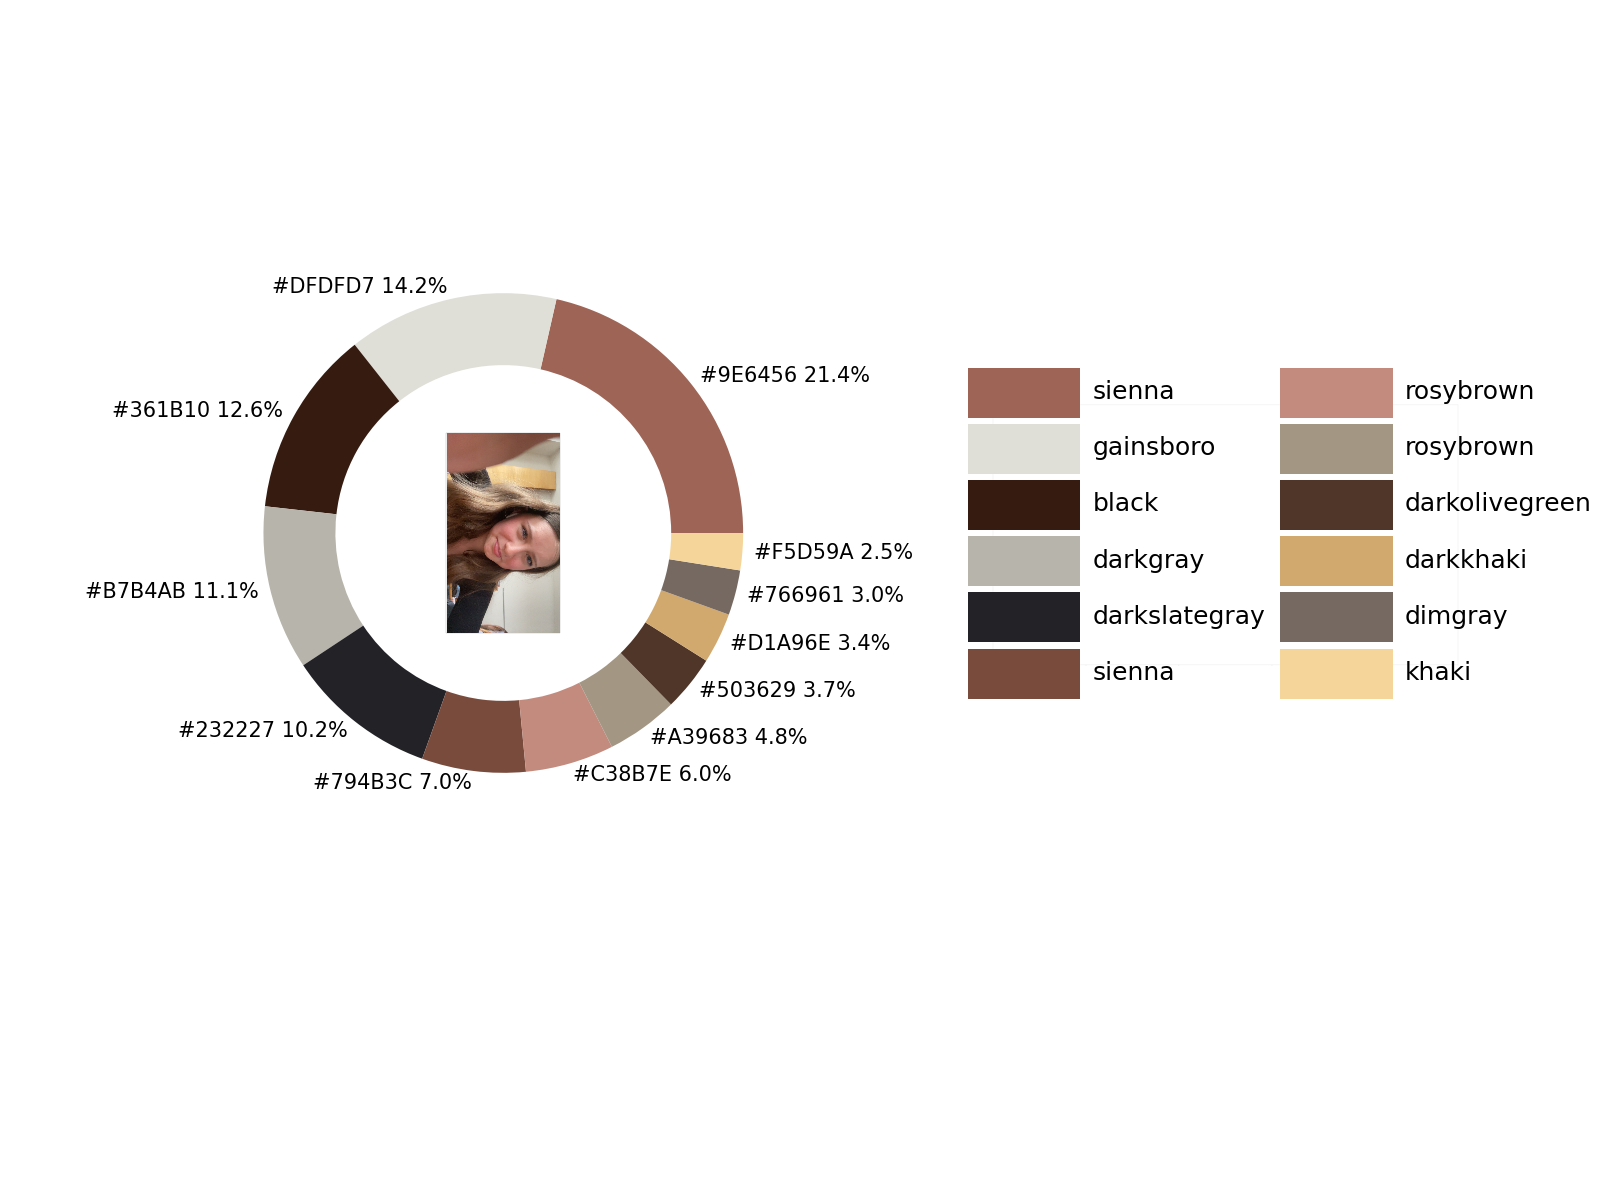 #DFDFD7 14.2%
#9E6456 21.4%
#361B10 12.6%
#B7B4AB 11.1%
#232227 10.2%
#794B3C 7.0%
#C38B7E 6.0%
#A39683 4.8%
#503629 3.7%
#D1A96E 3.4%
#766961 3.0%
#F5D59A 2.5%
sienna
gainsboro
black
darkgray
darkslategray
sienna
rosybrown
rosybrown
darkolivegreen
darkkhaki
dimgray
khaki